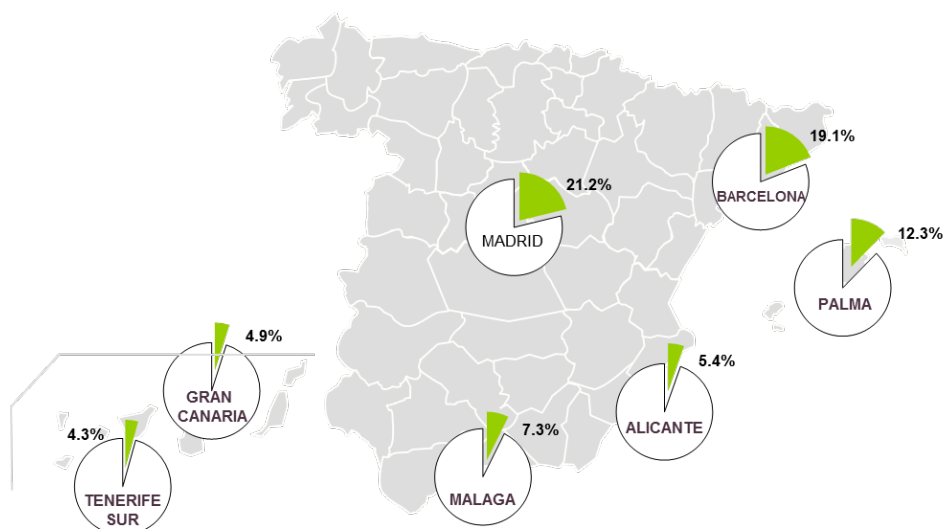 19.1%
BARCELONA
21.2%
MADRID
12.3%
PALMA
4.9%
GRAN
CANARIA
5.4%
ALICANTE
4.3%
TENERIFE
SUR
7.3%
MALAGA